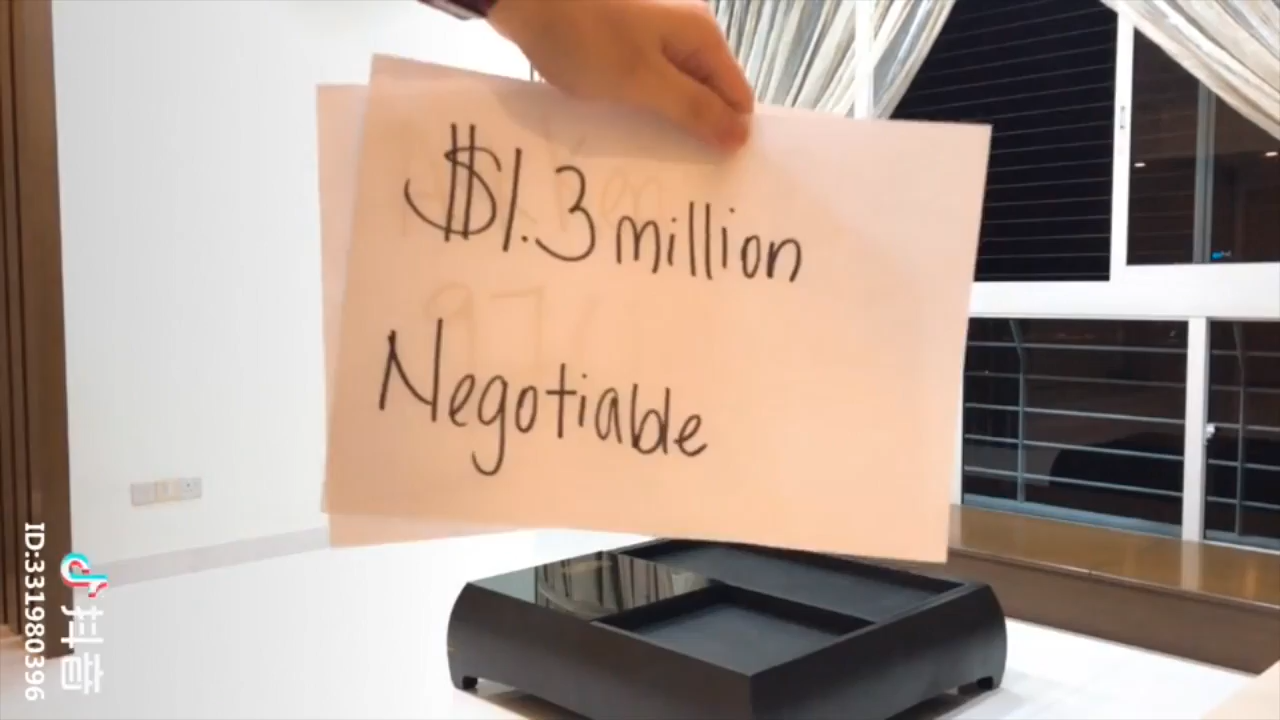 $1.3 million
Negotiable
抖音
ID:331980396